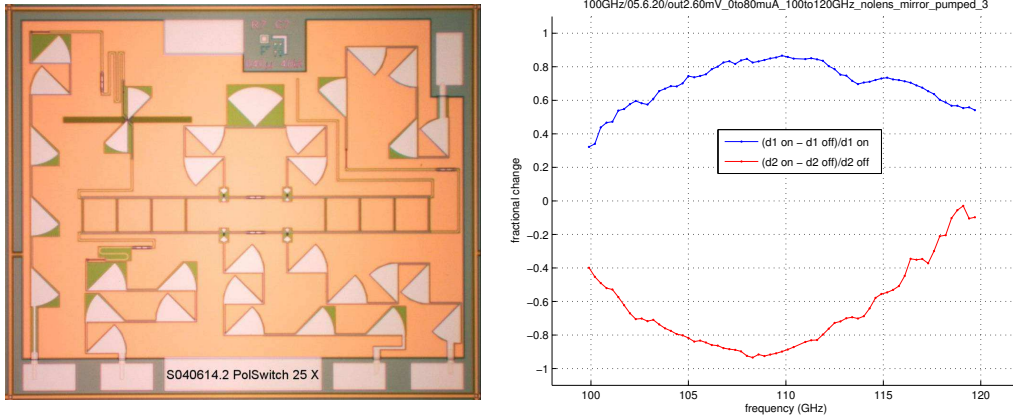 100GHz/05.6.20/out2.60mV_0to80muA_100to120GHz_nolens_mirror_pumped_3
1
0.8
0.6
0.4
0.2
0
−0.2
−0.4
−0.6
−0.8
−1
fractional change
(d1 on − d1 off)/d1 on
(d2 on − d2 off)/d2 off
100
105
110
115
120
frequency (GHz)
S040614.2 PolSwitch 25 X